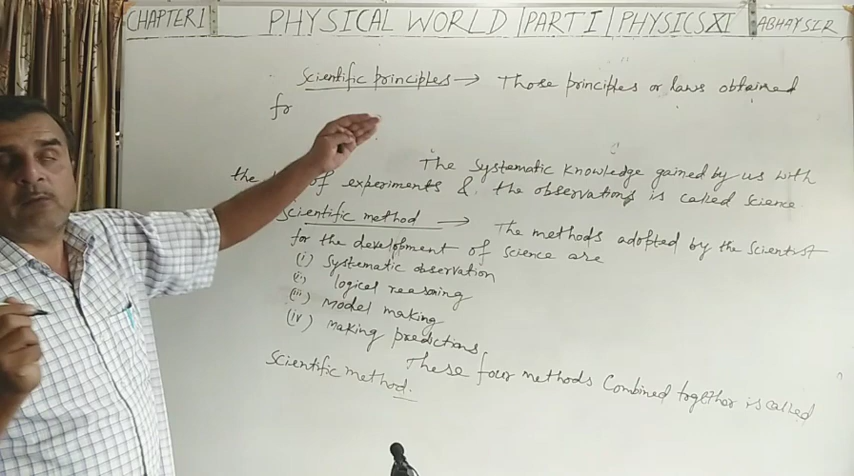 CHAPTER 1 PHYSICAL WORLD | PART I | PHYSICS XI ABHAY SIR
Scientific principles → Those principles or laws obtained
fr
The systematic knowledge gained by us with
the of experiments & the observations is called science.
Scientific method → The methods adopted by the scientist
for the development of science are
(i) Systematic observation
(ii) logical reasoning
(iii) Model making
(iv) Making predictions
These four methods Combined together is called
Scientific method.